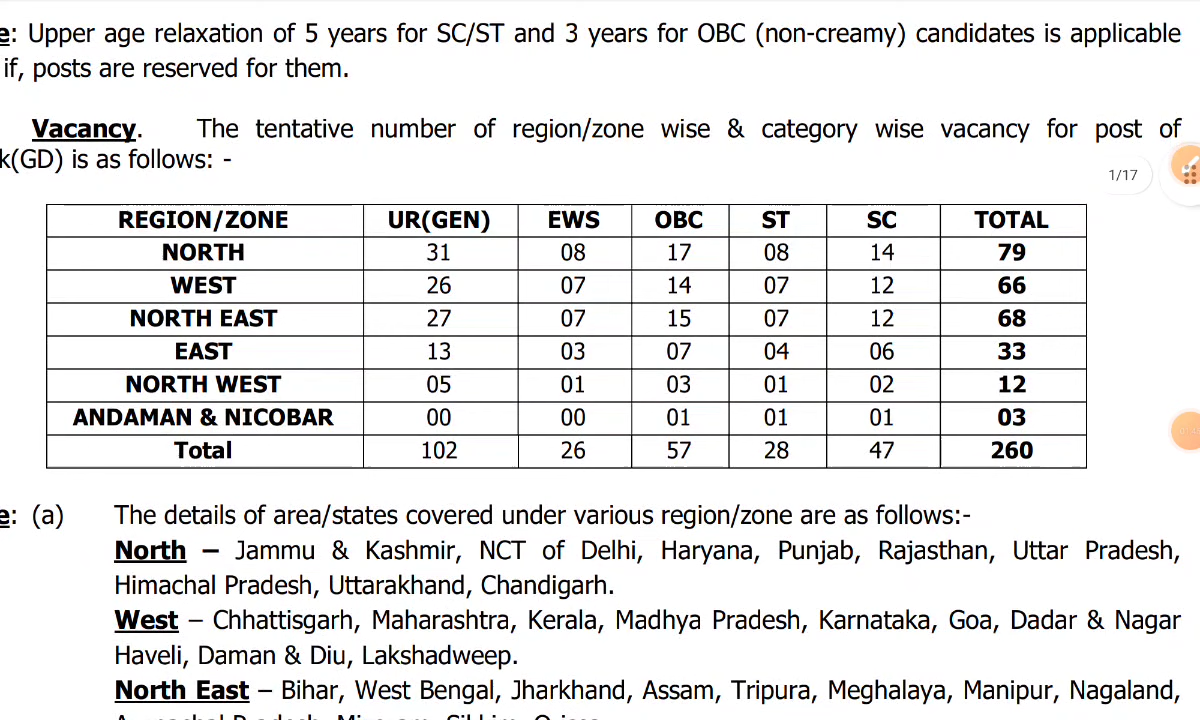 e: Upper age relaxation of 5 years for SC/ST and 3 years for OBC (non-creamy) candidates is applicable
if, posts are reserved for them.
Vacancy. The tentative number of region/zone wise & category wise vacancy for post of
k(GD) is as follows: -
1/17
REGION/ZONE UR(GEN) EWS OBC ST SC TOTAL
NORTH 31 08 17 08 14 79
WEST 26 07 14 07 12 66
NORTH EAST 27 07 15 07 12 68
EAST 13 03 07 04 06 33
NORTH WEST 05 01 03 01 02 12
ANDAMAN & NICOBAR 00 00 01 01 01 03
Total 102 26 57 28 47 260
e: (a) The details of area/states covered under various region/zone are as follows:-
North – Jammu & Kashmir, NCT of Delhi, Haryana, Punjab, Rajasthan, Uttar Pradesh,
Himachal Pradesh, Uttarakhand, Chandigarh.
West – Chhattisgarh, Maharashtra, Kerala, Madhya Pradesh, Karnataka, Goa, Dadar & Nagar
Haveli, Daman & Diu, Lakshadweep.
North East – Bihar, West Bengal, Jharkhand, Assam, Tripura, Meghalaya, Manipur, Nagaland,